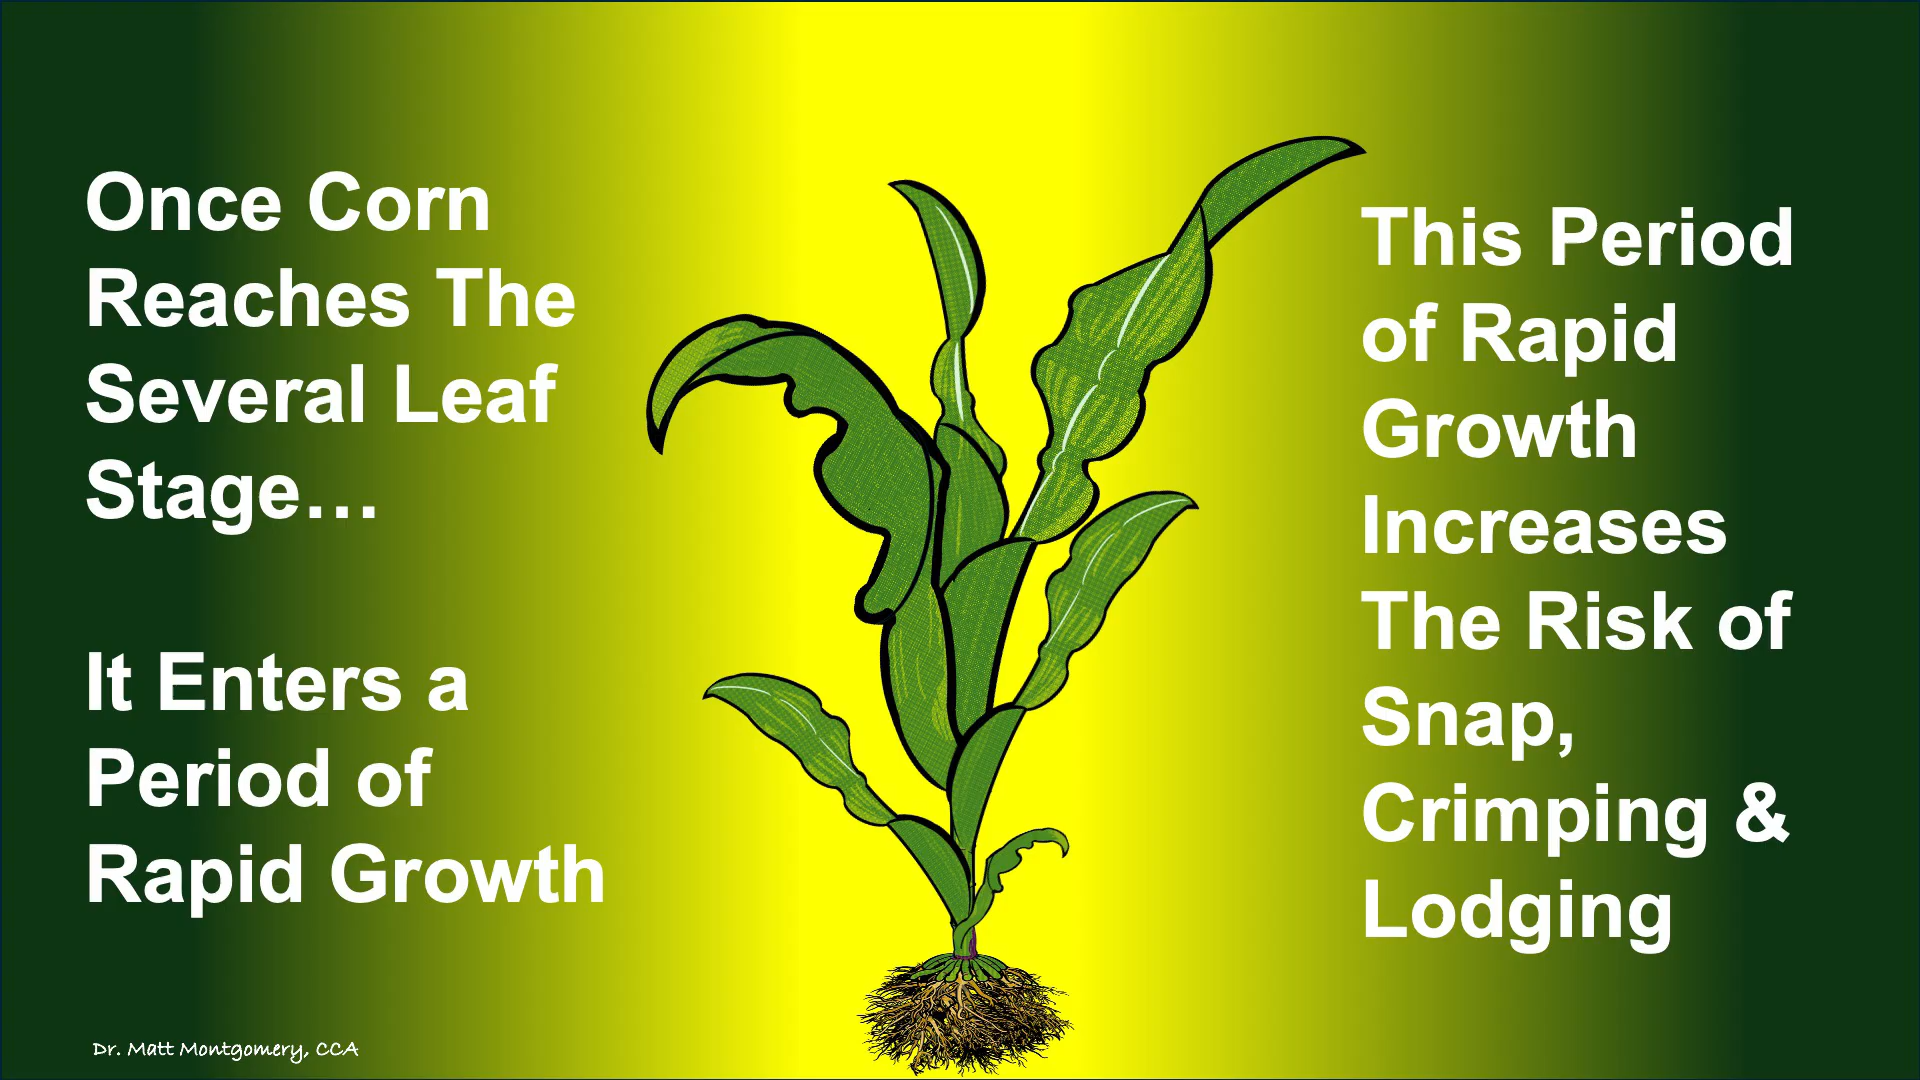 Once Corn
Reaches The
Several Leaf
Stage…
It Enters a
Period of
Rapid Growth
This Period
of Rapid
Growth
Increases
The Risk of
Snap,
Crimping &
Lodging
Dr. Matt Montgomery, CCA